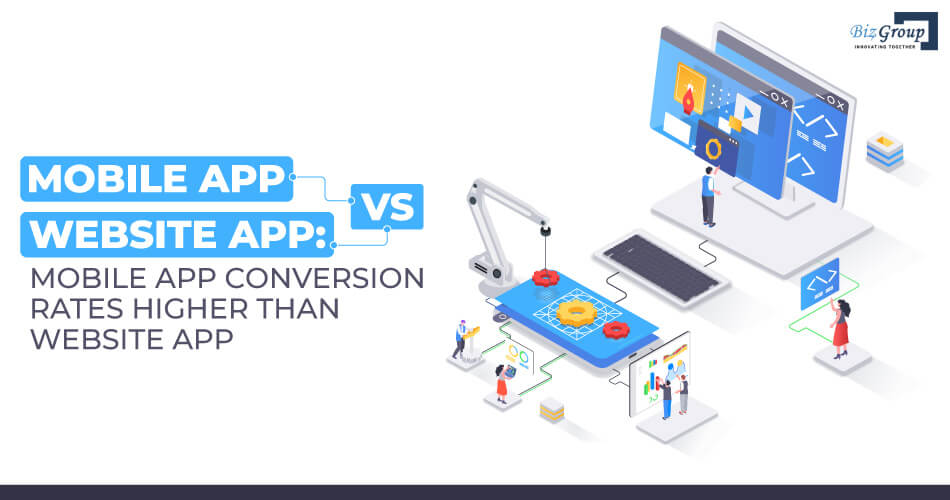 BizGroup
INNOVATING TOGETHER
MOBILE APP
VS
WEBSITE APP:
MOBILE APP CONVERSION
RATES HIGHER THAN
WEBSITE APP
</>
</>
</>